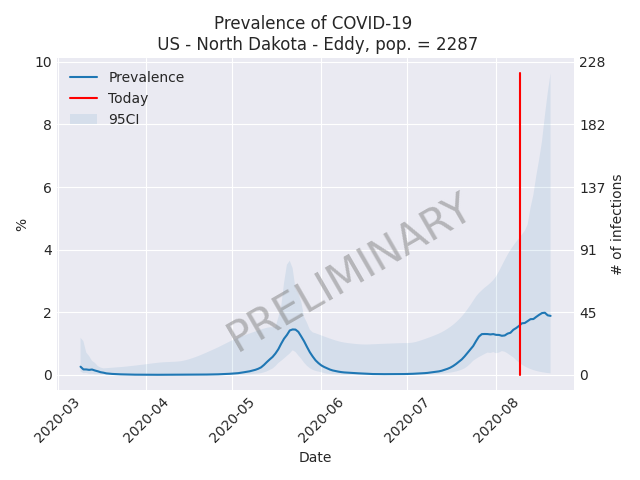 Prevalence of COVID-19
US - North Dakota - Eddy, pop. = 2287
10
8
6
4
2
0
%
Prevalence
Today
95CI
PRELIMINARY
228
182
137
91
45
0
# of infections
2020-03
2020-04
2020-05
2020-06
2020-07
2020-08
Date